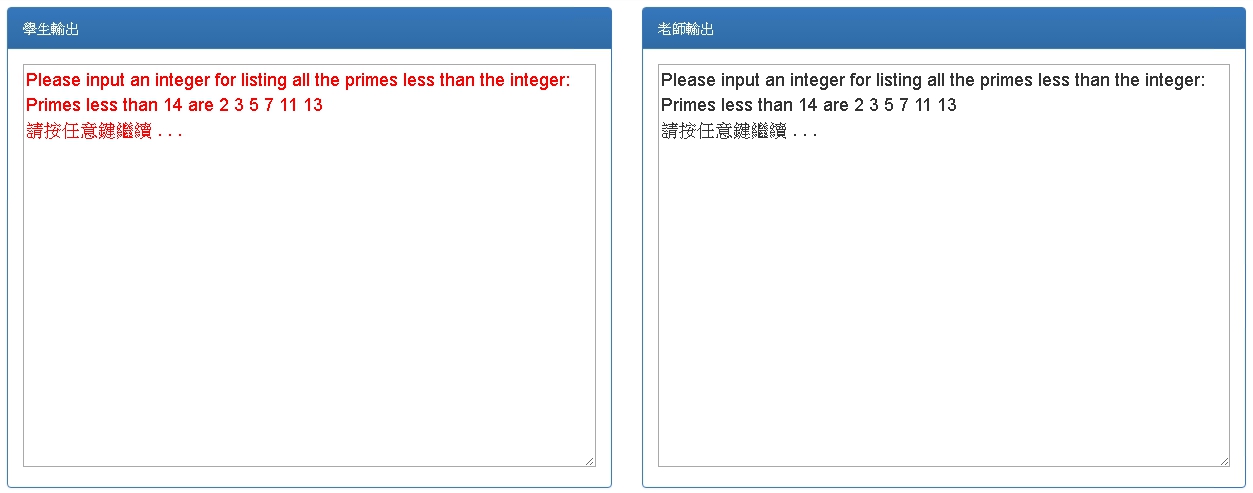 學生輸出
Please input an integer for listing all the primes less than the integer:
Primes less than 14 are 2 3 5 7 11 13
請按任意鍵繼續 . . .
老師輸出
Please input an integer for listing all the primes less than the integer:
Primes less than 14 are 2 3 5 7 11 13
請按任意鍵繼續 . . .